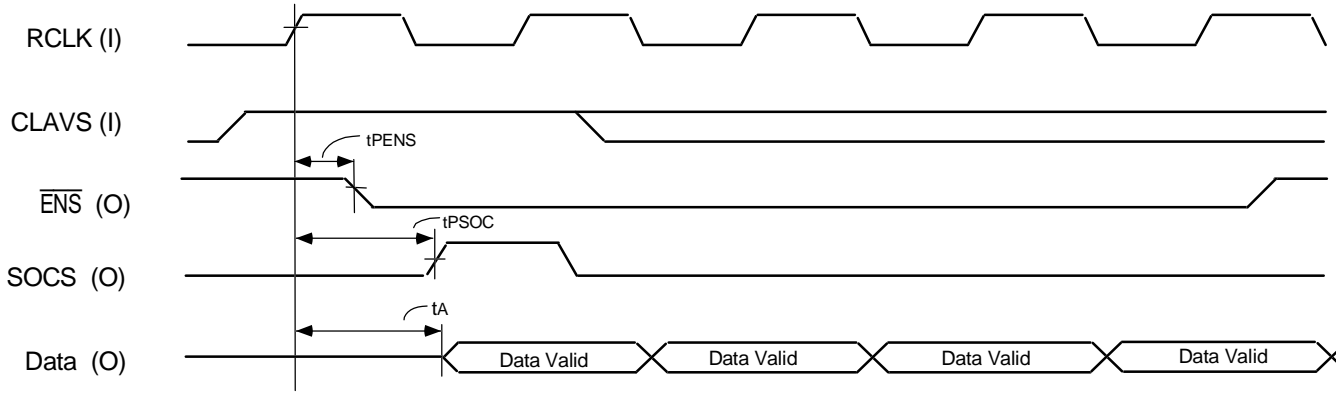 RCLK (I)
CLAVS (I)
tPENS
ENS (O)
tPSOC
SOCS (O)
tA
Data (O)
Data Valid
Data Valid
Data Valid
Data Valid